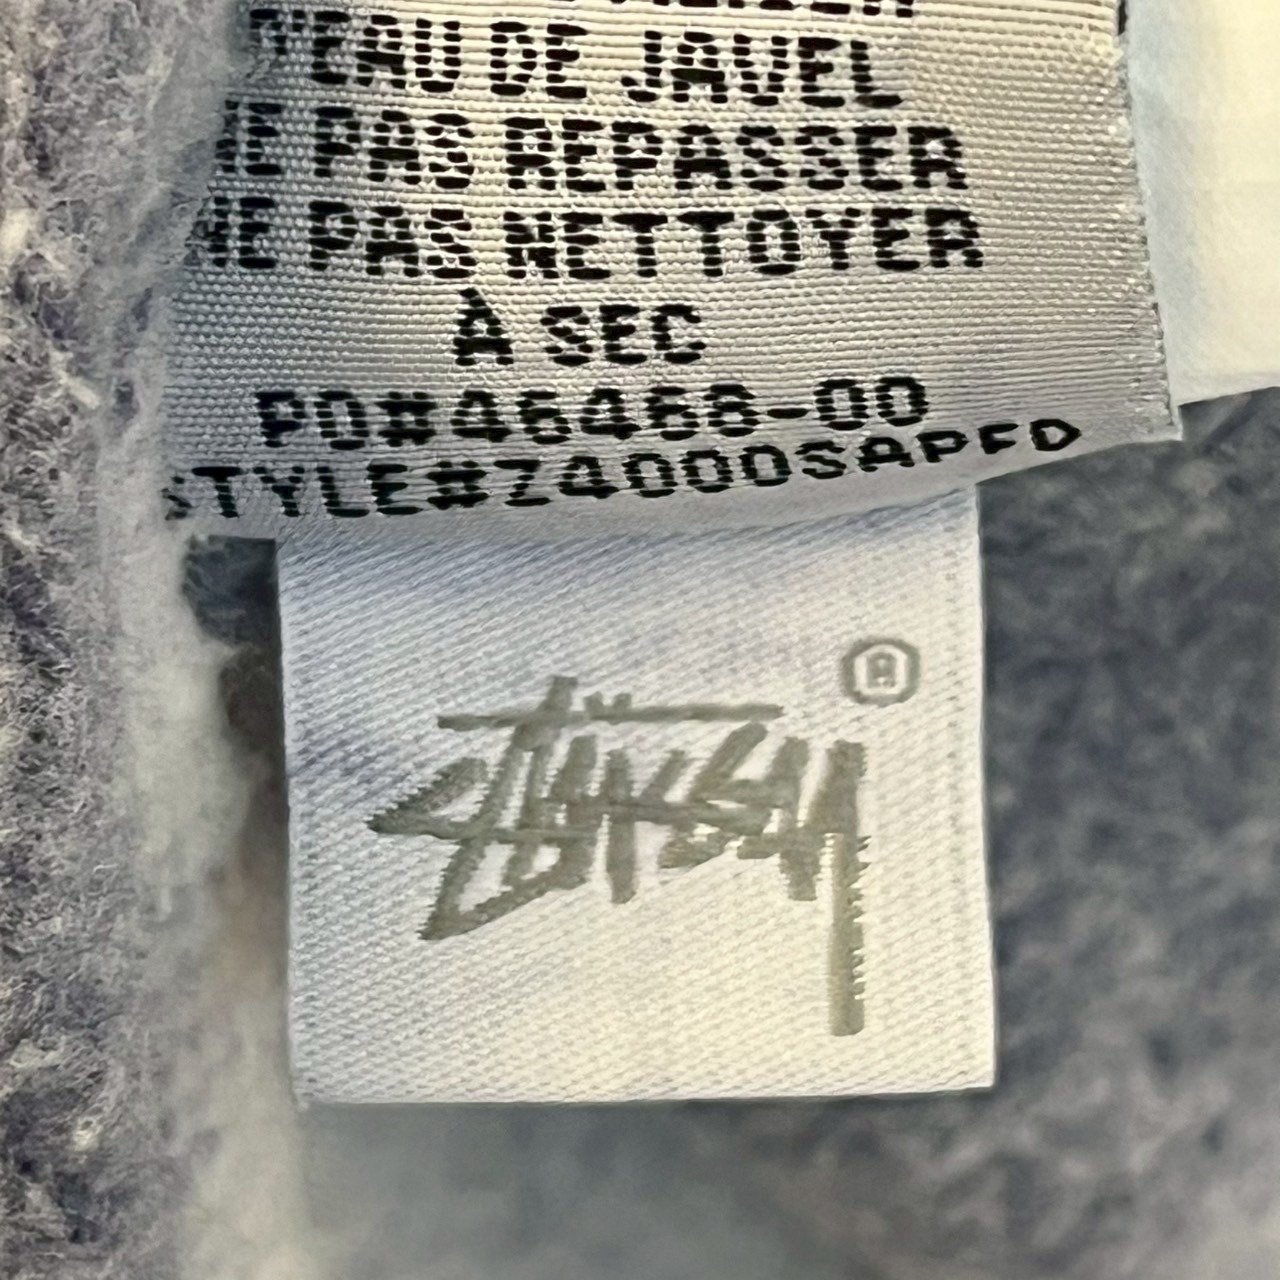 D'EAU DE JAVEL
NE PAS REPASSER
NE PAS NETTOYER
À SEC
PO#46468-00
STYLE#Z4000SAPFD
®
Stüssy